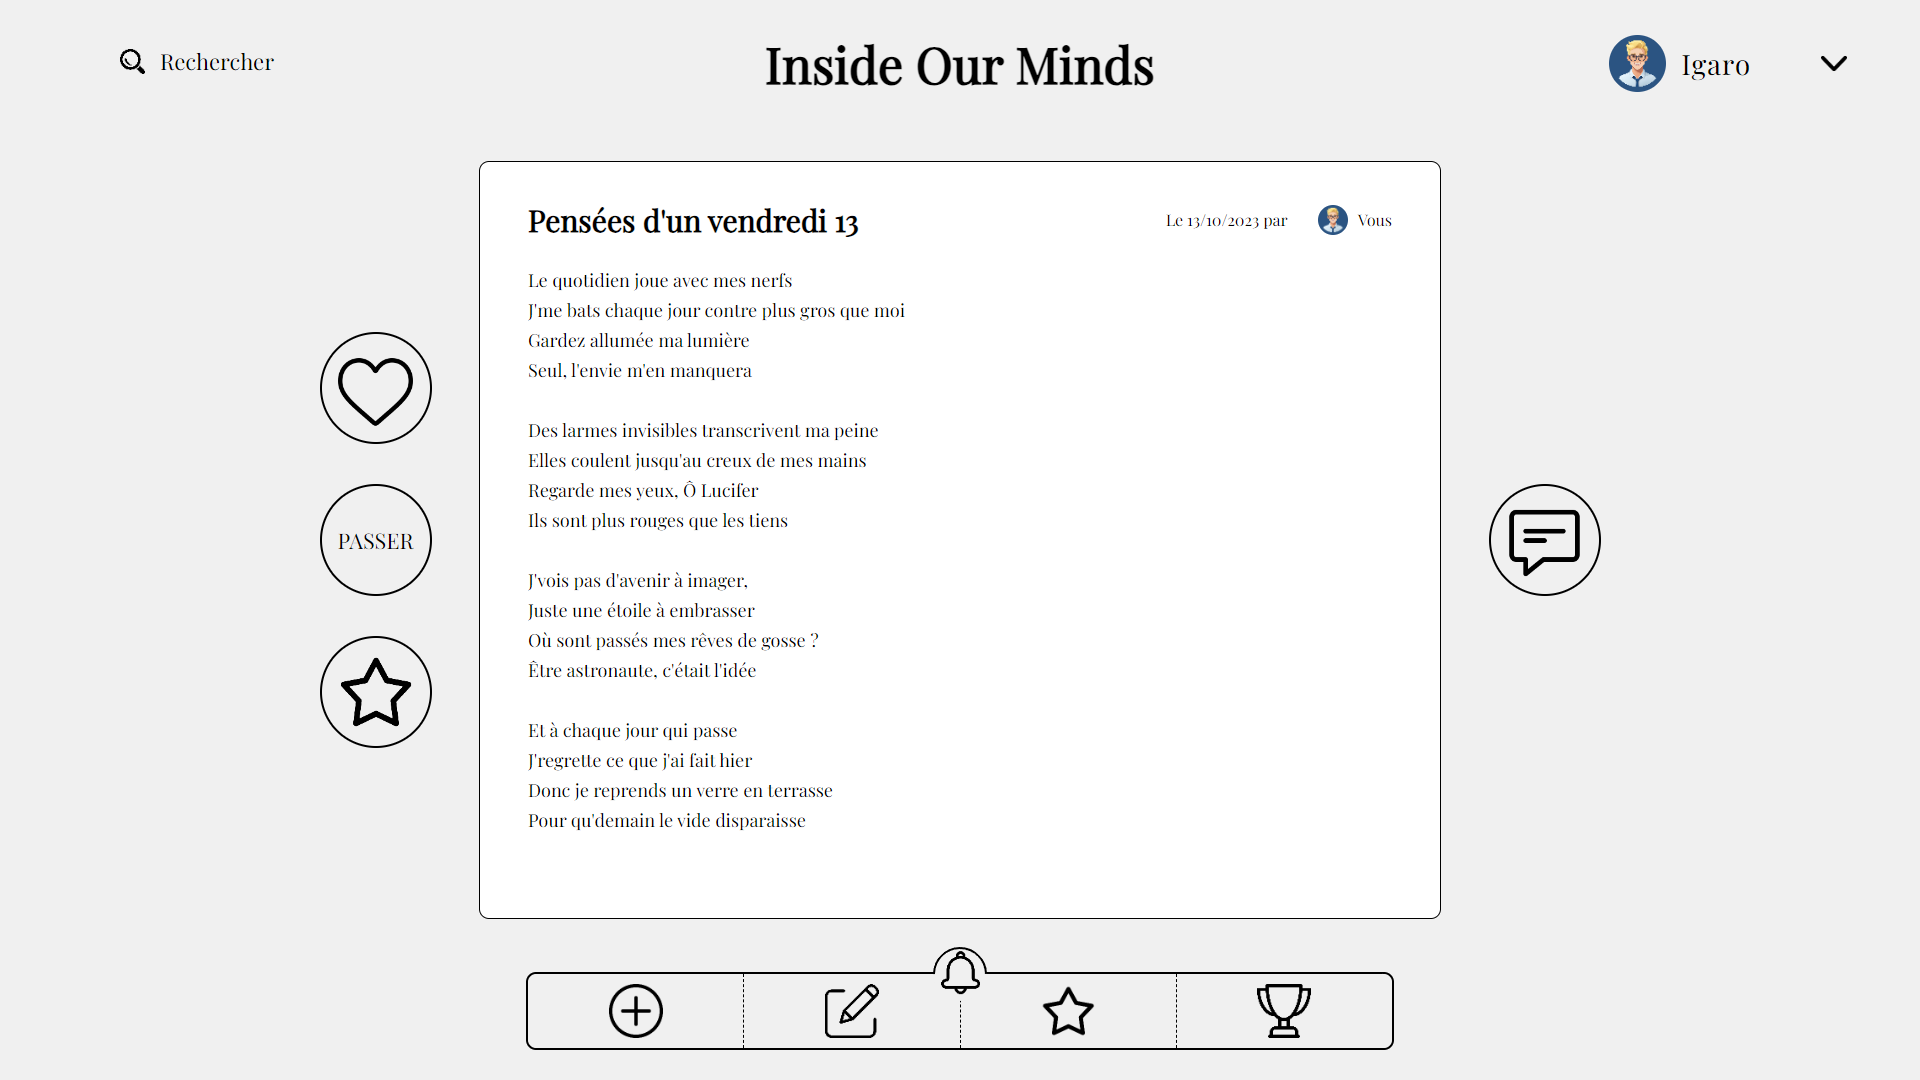 Rechercher
Inside Our Minds
Igaro
Pensées d'un vendredi 13
Le 13/10/2023 par
Vous
Le quotidien joue avec mes nerfs
J'me bats chaque jour contre plus gros que moi
Gardez allumée ma lumière
Seul, l'envie m'en manquera
Des larmes invisibles transcrivent ma peine
Elles coulent jusqu'au creux de mes mains
Regarde mes yeux, Ô Lucifer
Ils sont plus rouges que les tiens
J'vois pas d'avenir à imager,
Juste une étoile à embrasser
Où sont passés mes rêves de gosse ?
Être astronaute, c'était l'idée
Et à chaque jour qui passe
J'regrette ce que j'ai fait hier
Donc je reprends un verre en terrasse
Pour qu'demain le vide disparaisse
PASSER